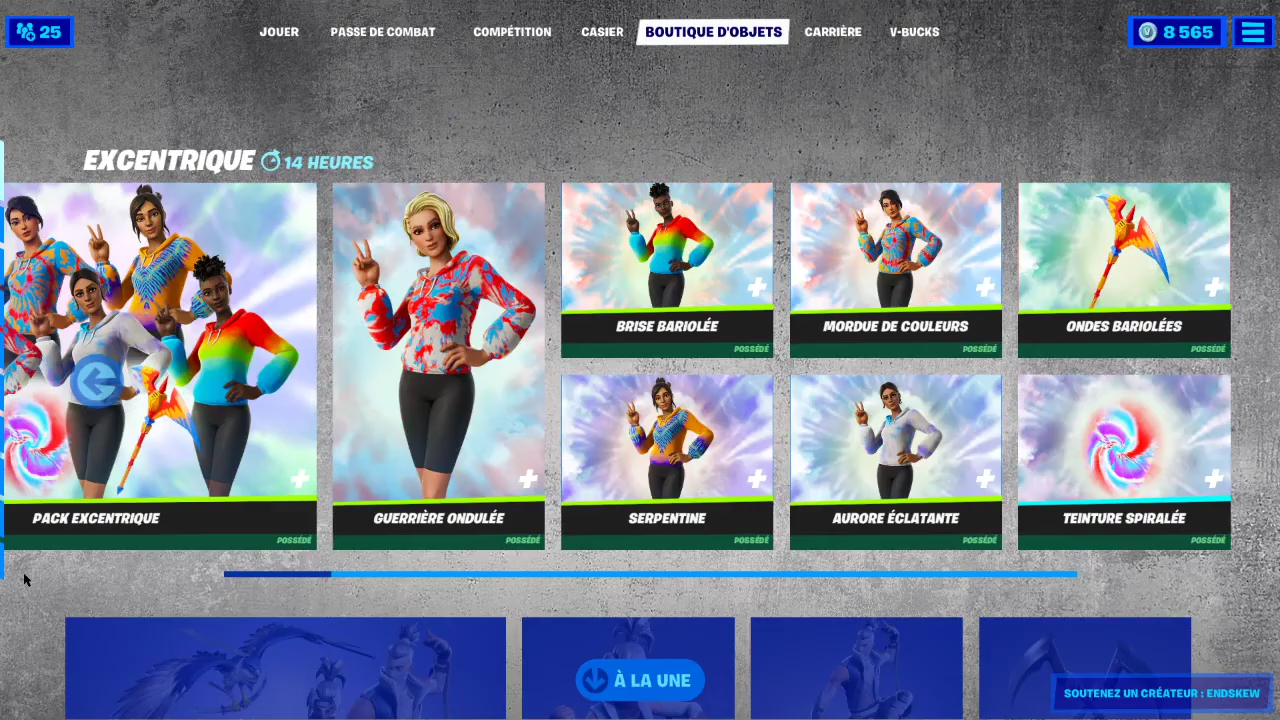 25
JOUER
PASSE DE COMBAT
COMPÉTITION
CASIER
BOUTIQUE D'OBJETS
CARRIÈRE
V-BUCKS
8 565
EXCENTRIQUE 14 HEURES
BRISE BARIOLÉE
POSSÉDÉ
MORDUE DE COULEURS
POSSÉDÉ
ONDES BARIOLÉES
POSSÉDÉ
PACK EXCENTRIQUE
POSSÉDÉ
GUERRIÈRE ONDULÉE
POSSÉDÉ
SERPENTINE
POSSÉDÉ
AURORE ÉCLATANTE
POSSÉDÉ
TEINTURE SPIRALÉE
POSSÉDÉ
À LA UNE
SOUTENEZ UN CRÉATEUR : ENDSKEW